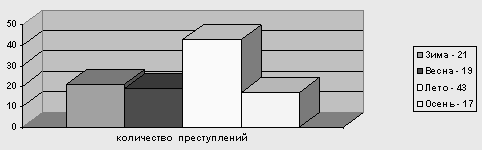 50
40
30
20
10
0
количество преступлений
Зима - 21
Весна - 19
Лето - 43
Осень - 17